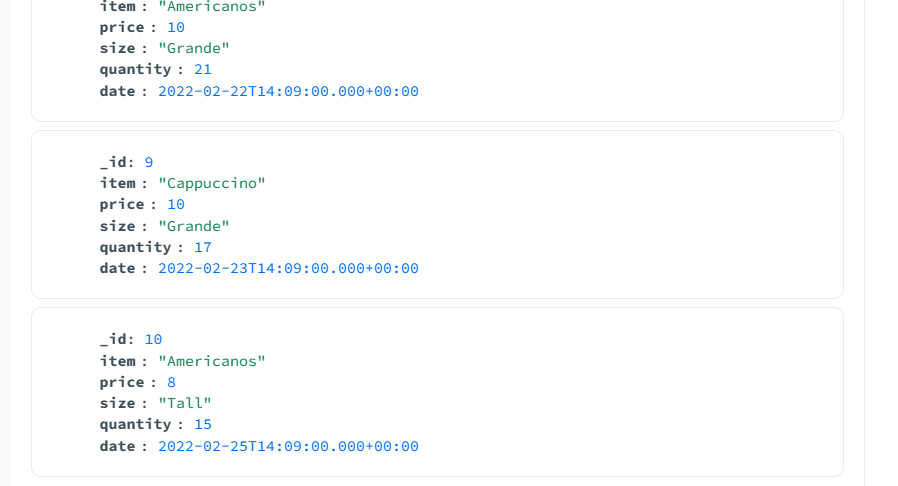 item : "Americanos"
price : 10
size : "Grande"
quantity : 21
date : 2022-02-22T14:09:00.000+00:00
_id: 9
item : "Cappuccino"
price : 10
size : "Grande"
quantity : 17
date : 2022-02-23T14:09:00.000+00:00
_id: 10
item : "Americanos"
price : 8
size : "Tall"
quantity : 15
date : 2022-02-25T14:09:00.000+00:00